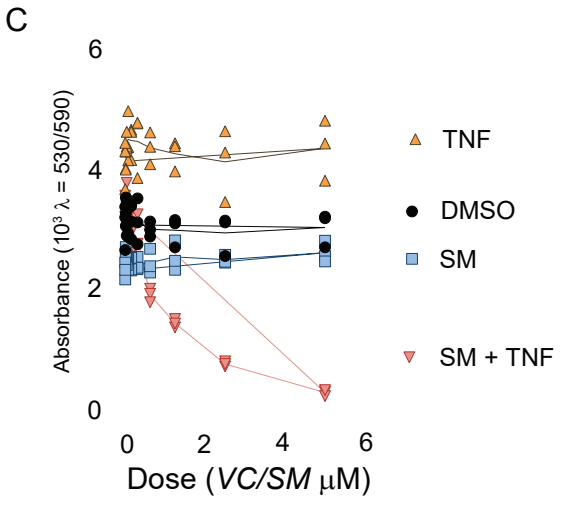 C
6
4
2
0
Absorbance (10³ λ = 530/590)
0 2 4 6
Dose (VC/SM μM)
TNF
DMSO
SM
SM + TNF